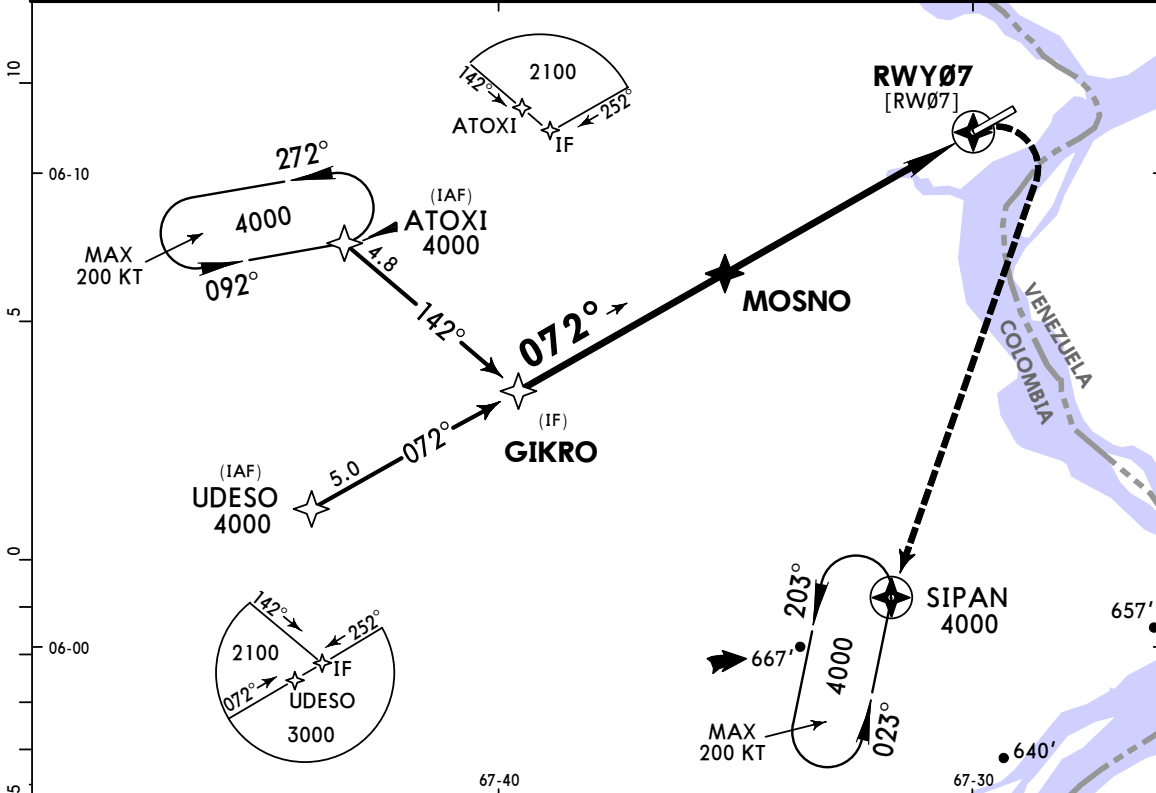 10
5
0
5
06-10
06-00
67-40
67-30
2100
142°
252°
ATOXI
IF
RWYØ7
[RWØ7]
272°
4000
092°
MAX
200 KT
(IAF)
ATOXI
4000
4.8
142°
072°
MOSNO
(IF)
GIKRO
072°
5.0
(IAF)
UDESO
4000
VENEZUELA
COLOMBIA
142°
252°
2100
IF
072°
UDESO
3000
203°
4000
023°
SIPAN
4000
MAX
200 KT
667'
657'
640'